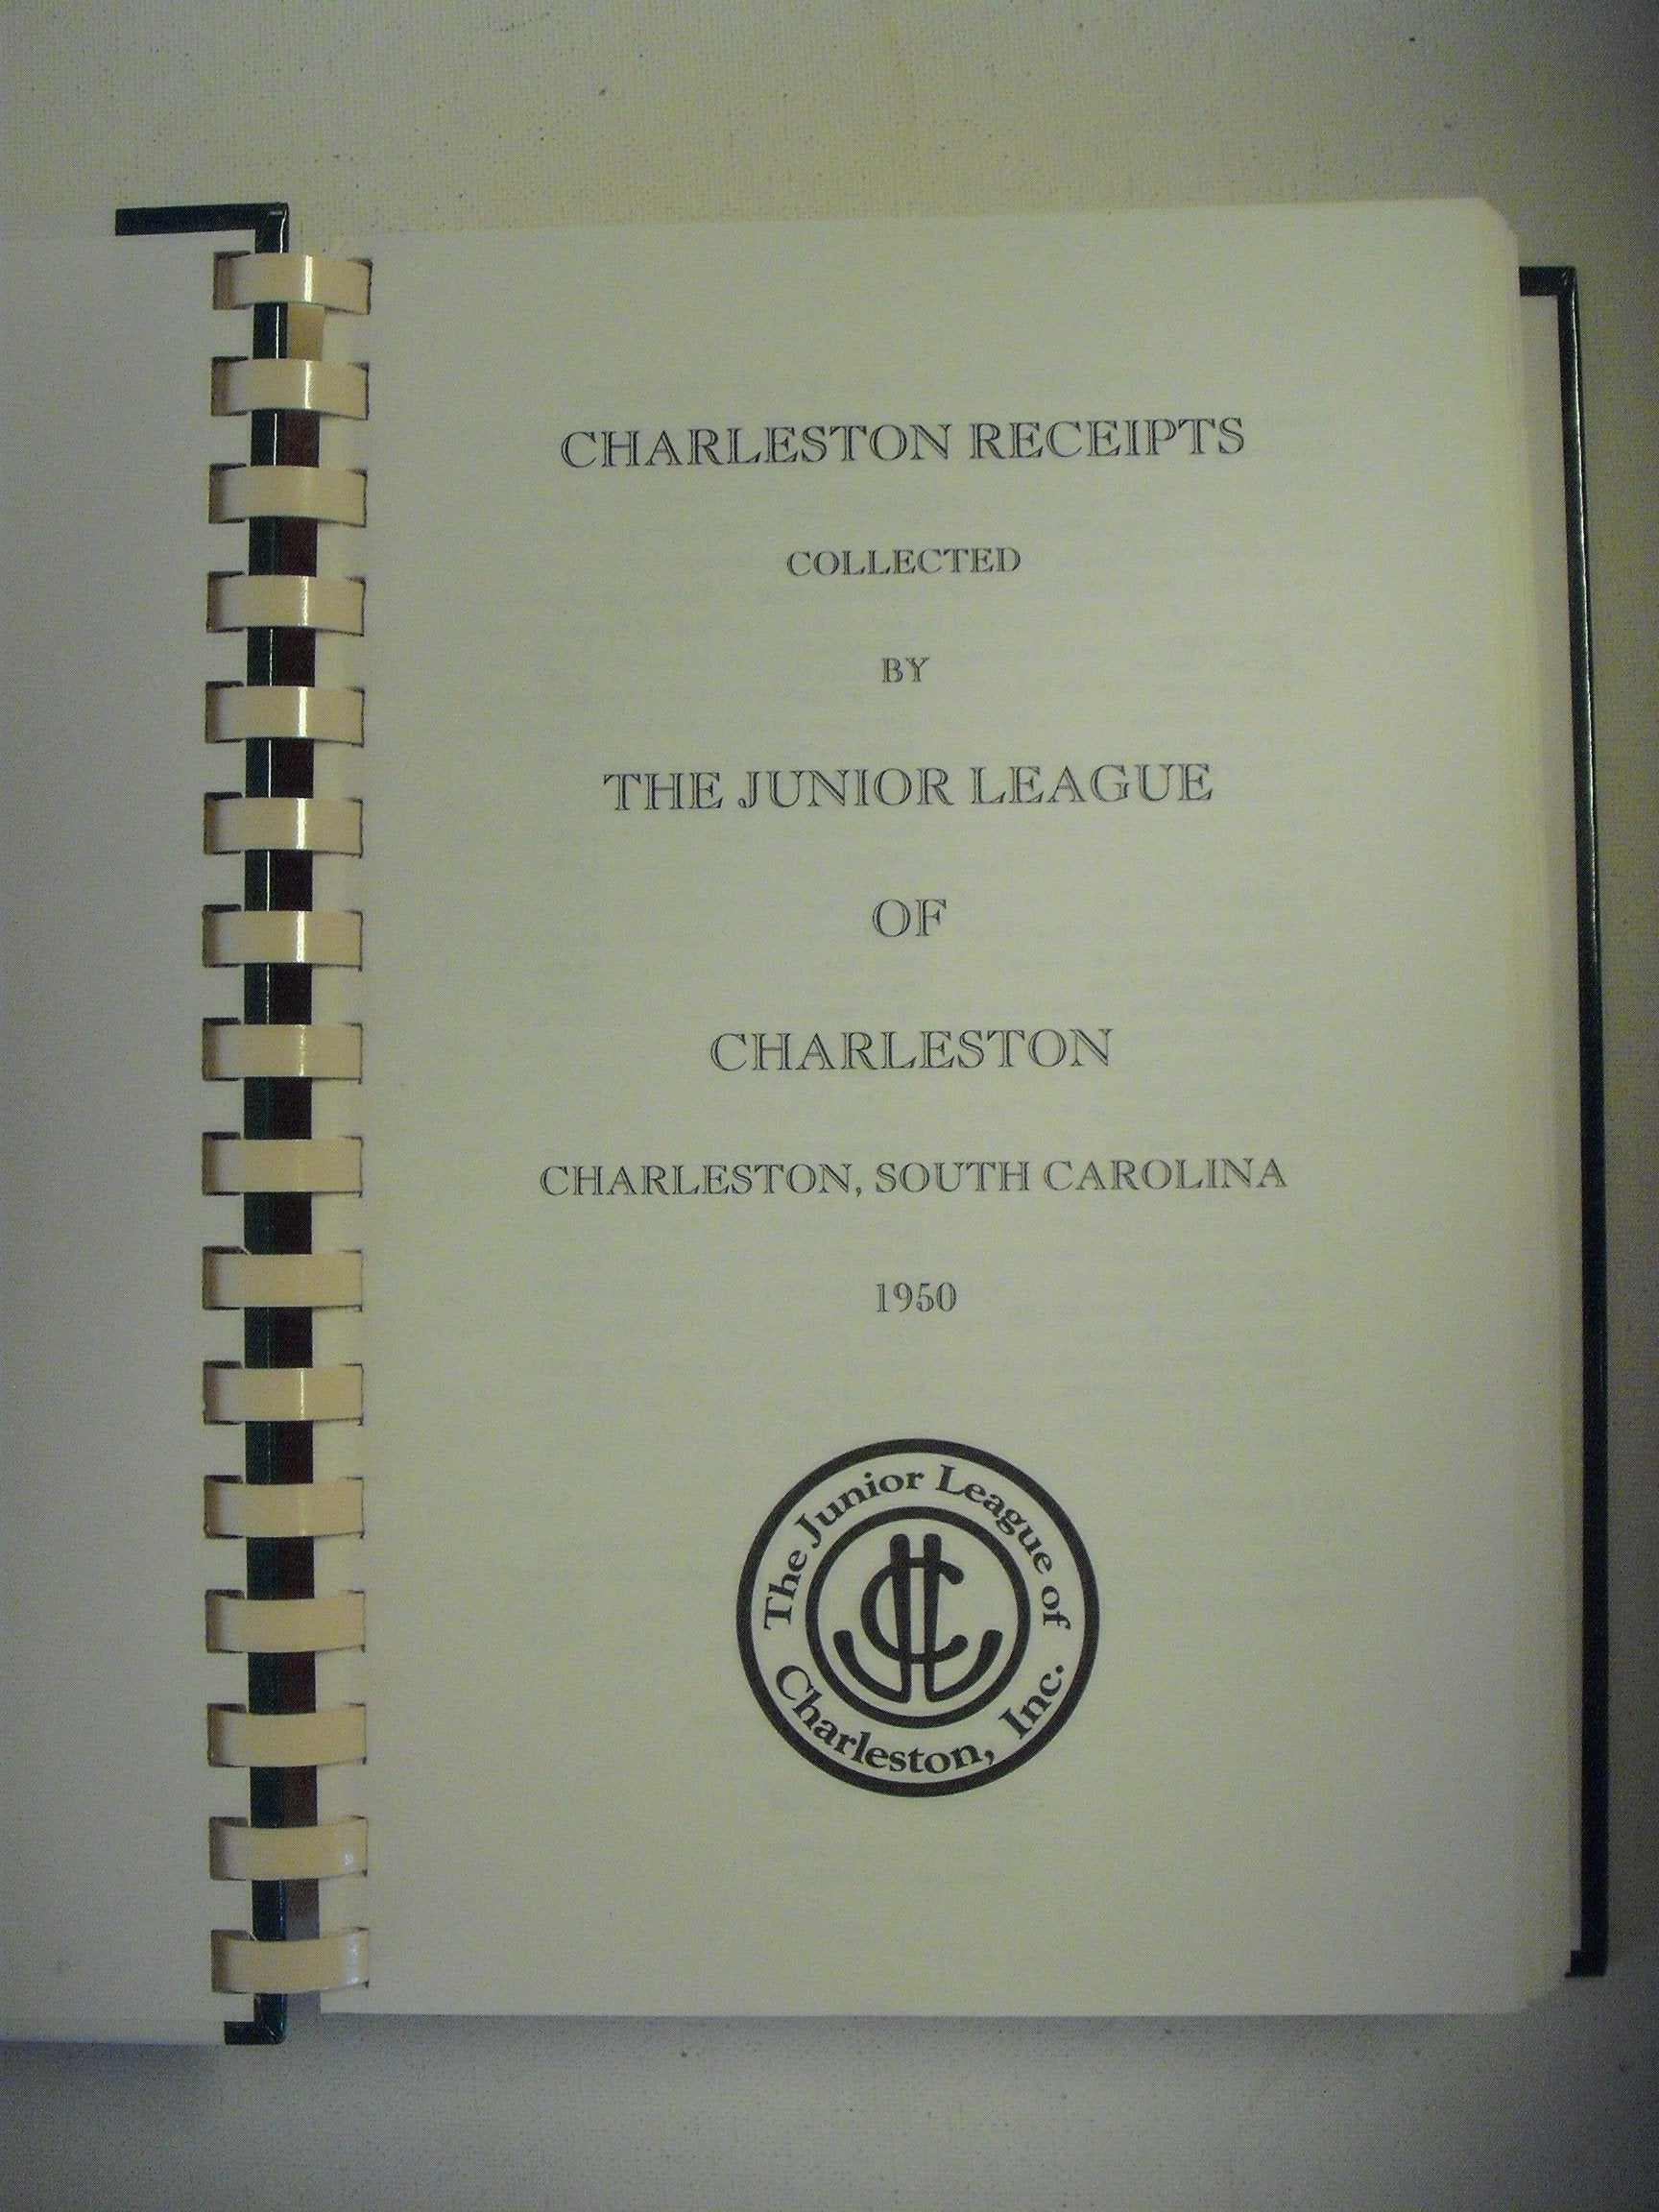 CHARLESTON RECEIPTS
COLLECTED
BY
THE JUNIOR LEAGUE
OF
CHARLESTON
CHARLESTON, SOUTH CAROLINA
1950
The Junior League of
Charleston, Inc.
JLC